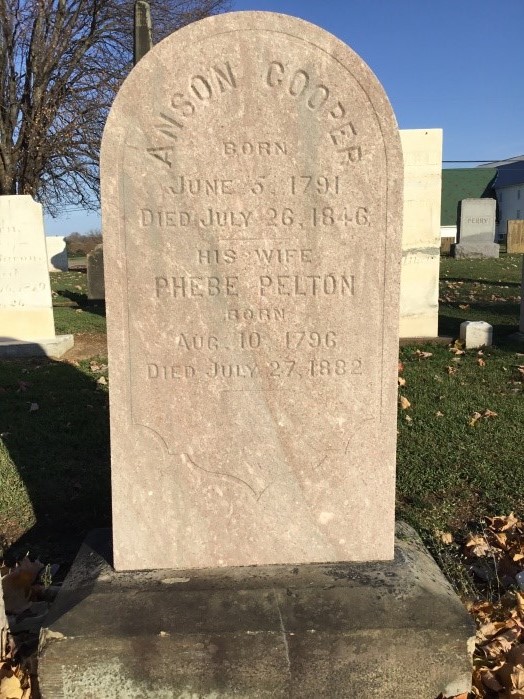 ANSON COOPER
BORN
JUNE 5, 1791
DIED JULY 26, 1846
HIS WIFE
PHEBE PELTON
BORN
AUG. 10, 1796
DIED JULY 27, 1882
PERRY